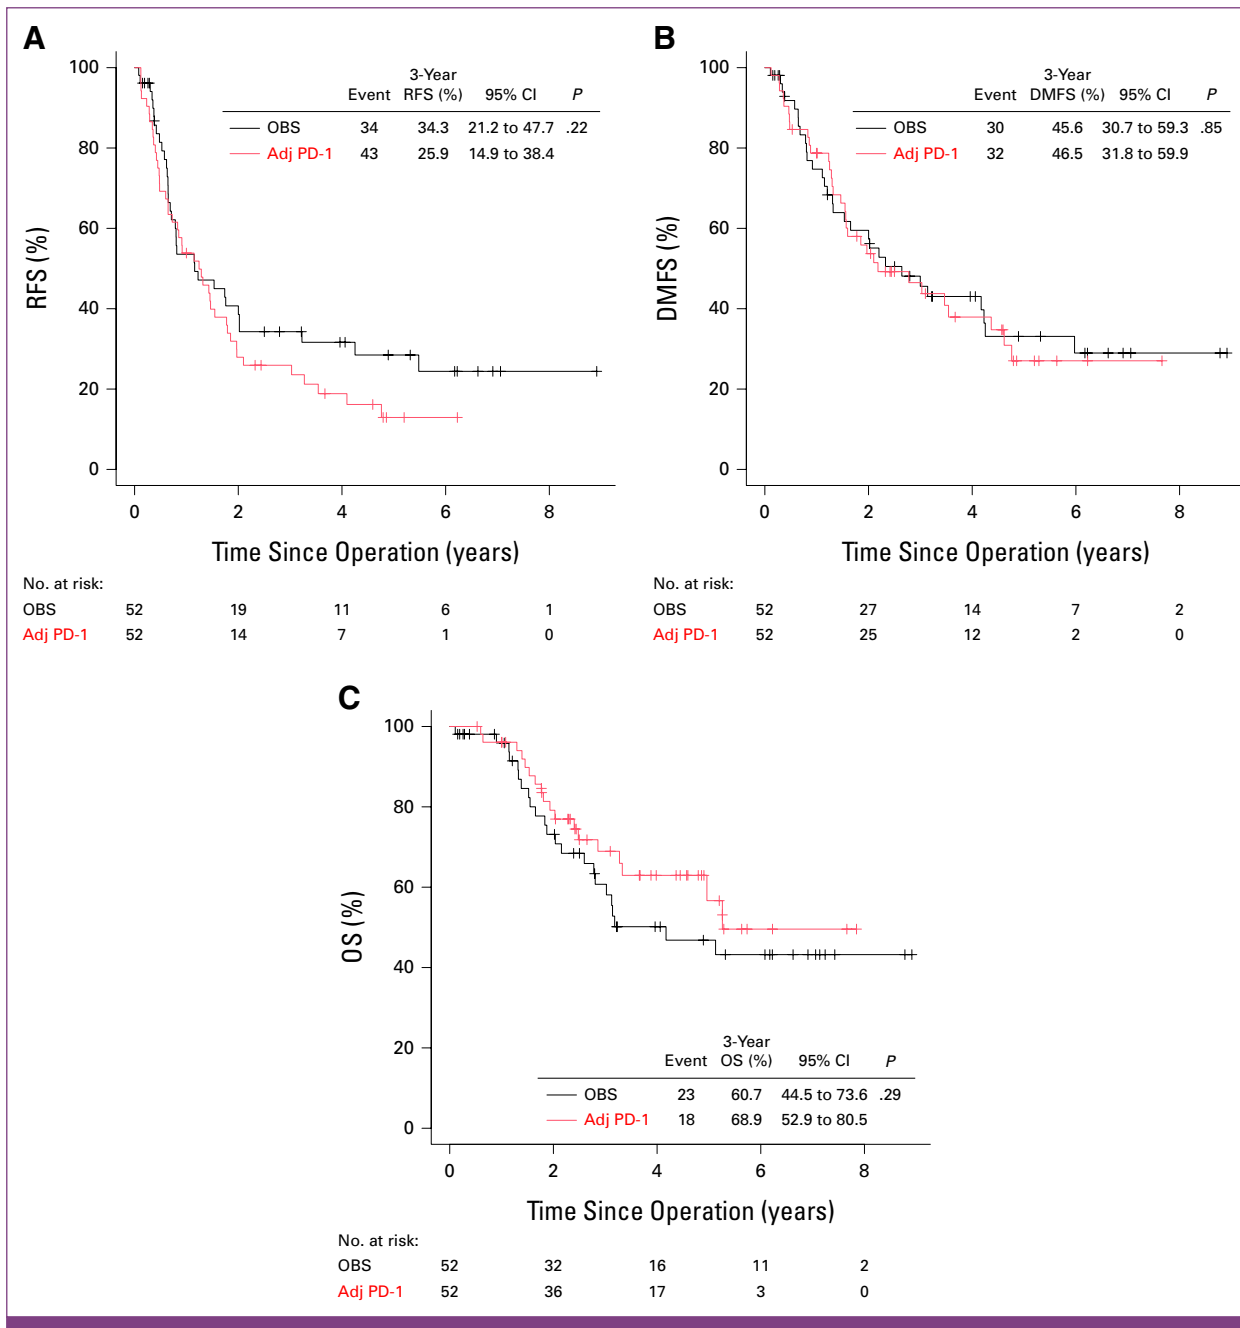 A
100
80
60
40
20
0
RFS (%)
3-Year
Event RFS (%) 95% CI P
OBS 34 34.3 21.2 to 47.7 .22
Adj PD-1 43 25.9 14.9 to 38.4
0 2 4 6 8
Time Since Operation (years)
No. at risk:
OBS 52 19 11 6 1
Adj PD-1 52 14 7 1 0
B
100
80
60
40
20
0
DMFS (%)
3-Year
Event DMFS (%) 95% CI P
OBS 30 45.6 30.7 to 59.3 .85
Adj PD-1 32 46.5 31.8 to 59.9
0 2 4 6 8
Time Since Operation (years)
No. at risk:
OBS 52 27 14 7 2
Adj PD-1 52 25 12 2 0
C
100
80
60
40
20
0
OS (%)
3-Year
Event OS (%) 95% CI P
OBS 23 60.7 44.5 to 73.6 .29
Adj PD-1 18 68.9 52.9 to 80.5
0 2 4 6 8
Time Since Operation (years)
No. at risk:
OBS 52 32 16 11 2
Adj PD-1 52 36 17 3 0